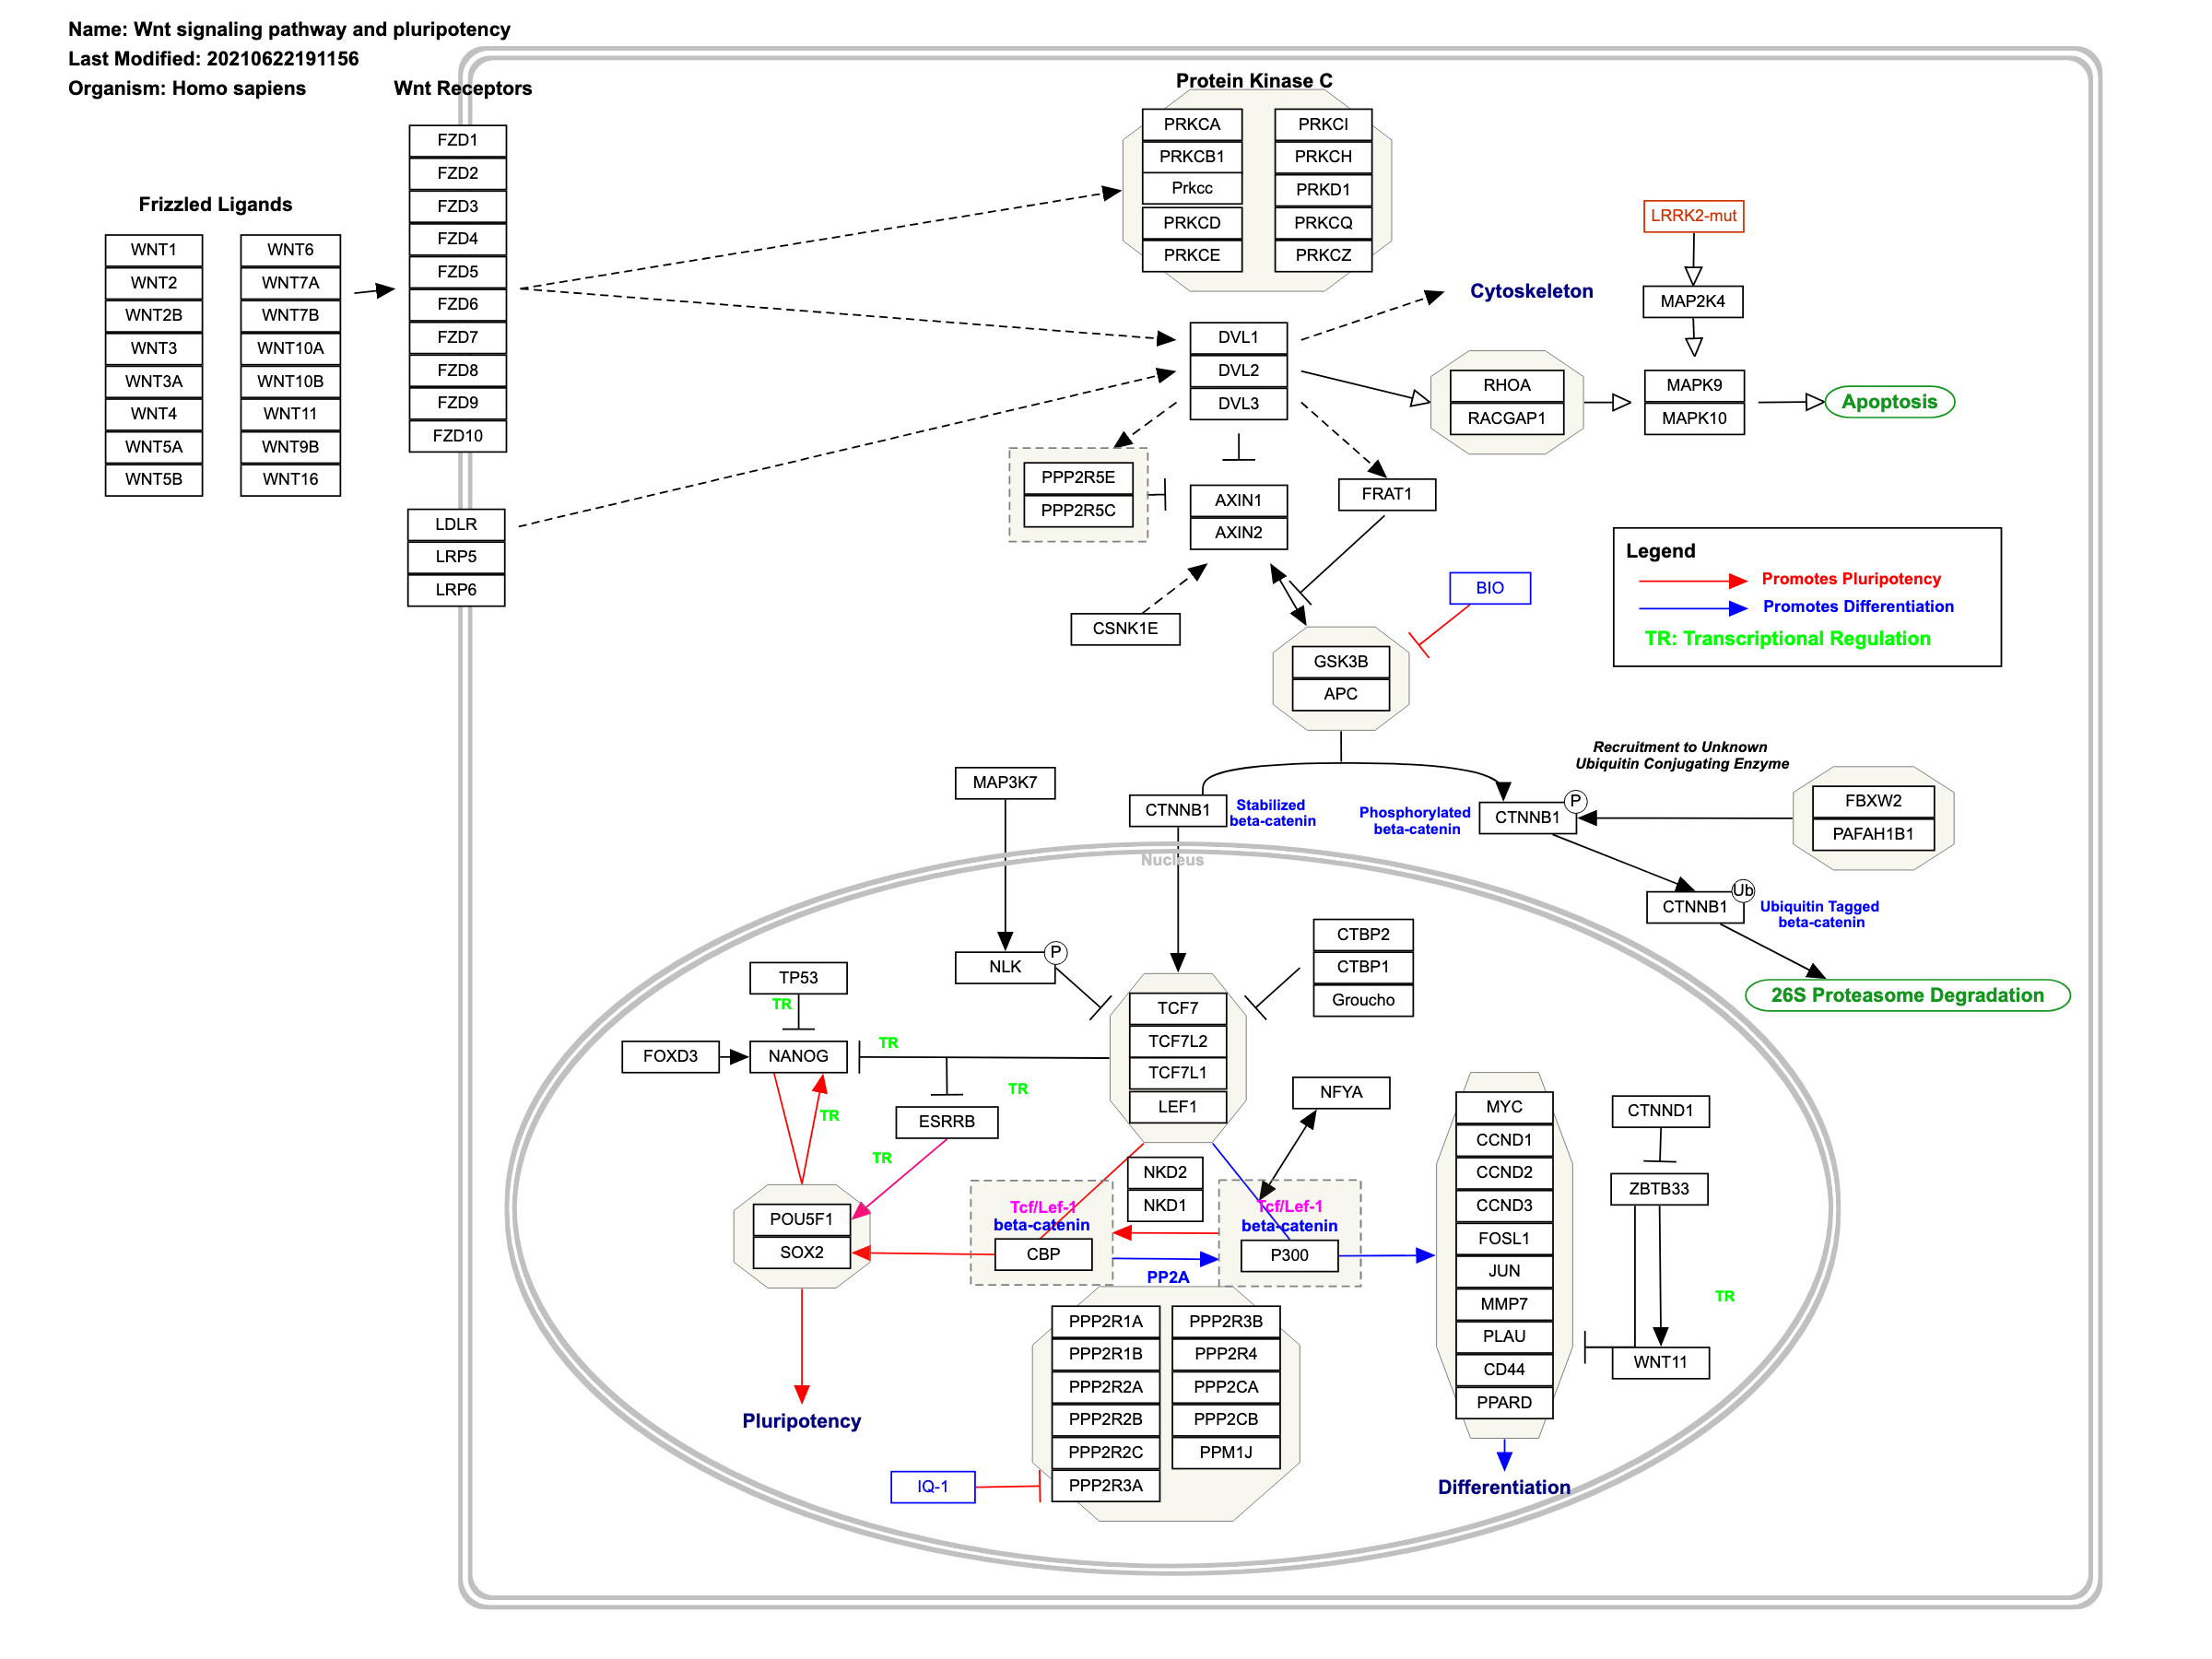 Name: Wnt signaling pathway and pluripotency
Last Modified: 20210622191156
Organism: Homo sapiens
Wnt Receptors
FZD1
FZD2
FZD3
FZD4
FZD5
FZD6
FZD7
FZD8
FZD9
FZD10
Frizzled Ligands
WNT1
WNT2
WNT2B
WNT3
WNT3A
WNT4
WNT5A
WNT5B
WNT6
WNT7A
WNT7B
WNT10A
WNT10B
WNT11
WNT9B
WNT16
LDLR
LRP5
LRP6
Protein Kinase C
PRKCA
PRKCB1
Prkcc
PRKCD
PRKCE
PRKCI
PRKCH
PRKD1
PRKCQ
PRKCZ
LRRK2-mut
MAP2K4
Cytoskeleton
DVL1
DVL2
DVL3
RHOA
RACGAP1
MAPK9
MAPK10
Apoptosis
PPP2R5E
PPP2R5C
AXIN1
AXIN2
FRAT1
CSNK1E
BIO
GSK3B
APC
Legend
Promotes Pluripotency
Promotes Differentiation
TR: Transcriptional Regulation
MAP3K7
CTNNB1
Stabilized
beta-catenin
Phosphorylated
beta-catenin
CTNNB1
P
Recruitment to Unknown
Ubiquitin Conjugating Enzyme
FBXW2
PAFAH1B1
CTNNB1
Ub
Ubiquitin Tagged
beta-catenin
26S Proteasome Degradation
Nucleus
NLK
P
CTBP2
CTBP1
Groucho
TP53
TR
FOXD3
NANOG
TR
TCF7
TCF7L2
TCF7L1
LEF1
TR
TR
ESRRB
TR
NFYA
NKD2
NKD1
POU5F1
SOX2
Tcf/Lef-1
beta-catenin
CBP
Tcf/Lef-1
beta-catenin
P300
PP2A
PPP2R1A
PPP2R1B
PPP2R2A
PPP2R2B
PPP2R2C
PPP2R3A
PPP2R3B
PPP2R4
PPP2CA
PPP2CB
PPM1J
IQ-1
Pluripotency
MYC
CCND1
CCND2
CCND3
FOSL1
JUN
MMP7
PLAU
CD44
PPARD
Differentiation
CTNND1
ZBTB33
TR
WNT11